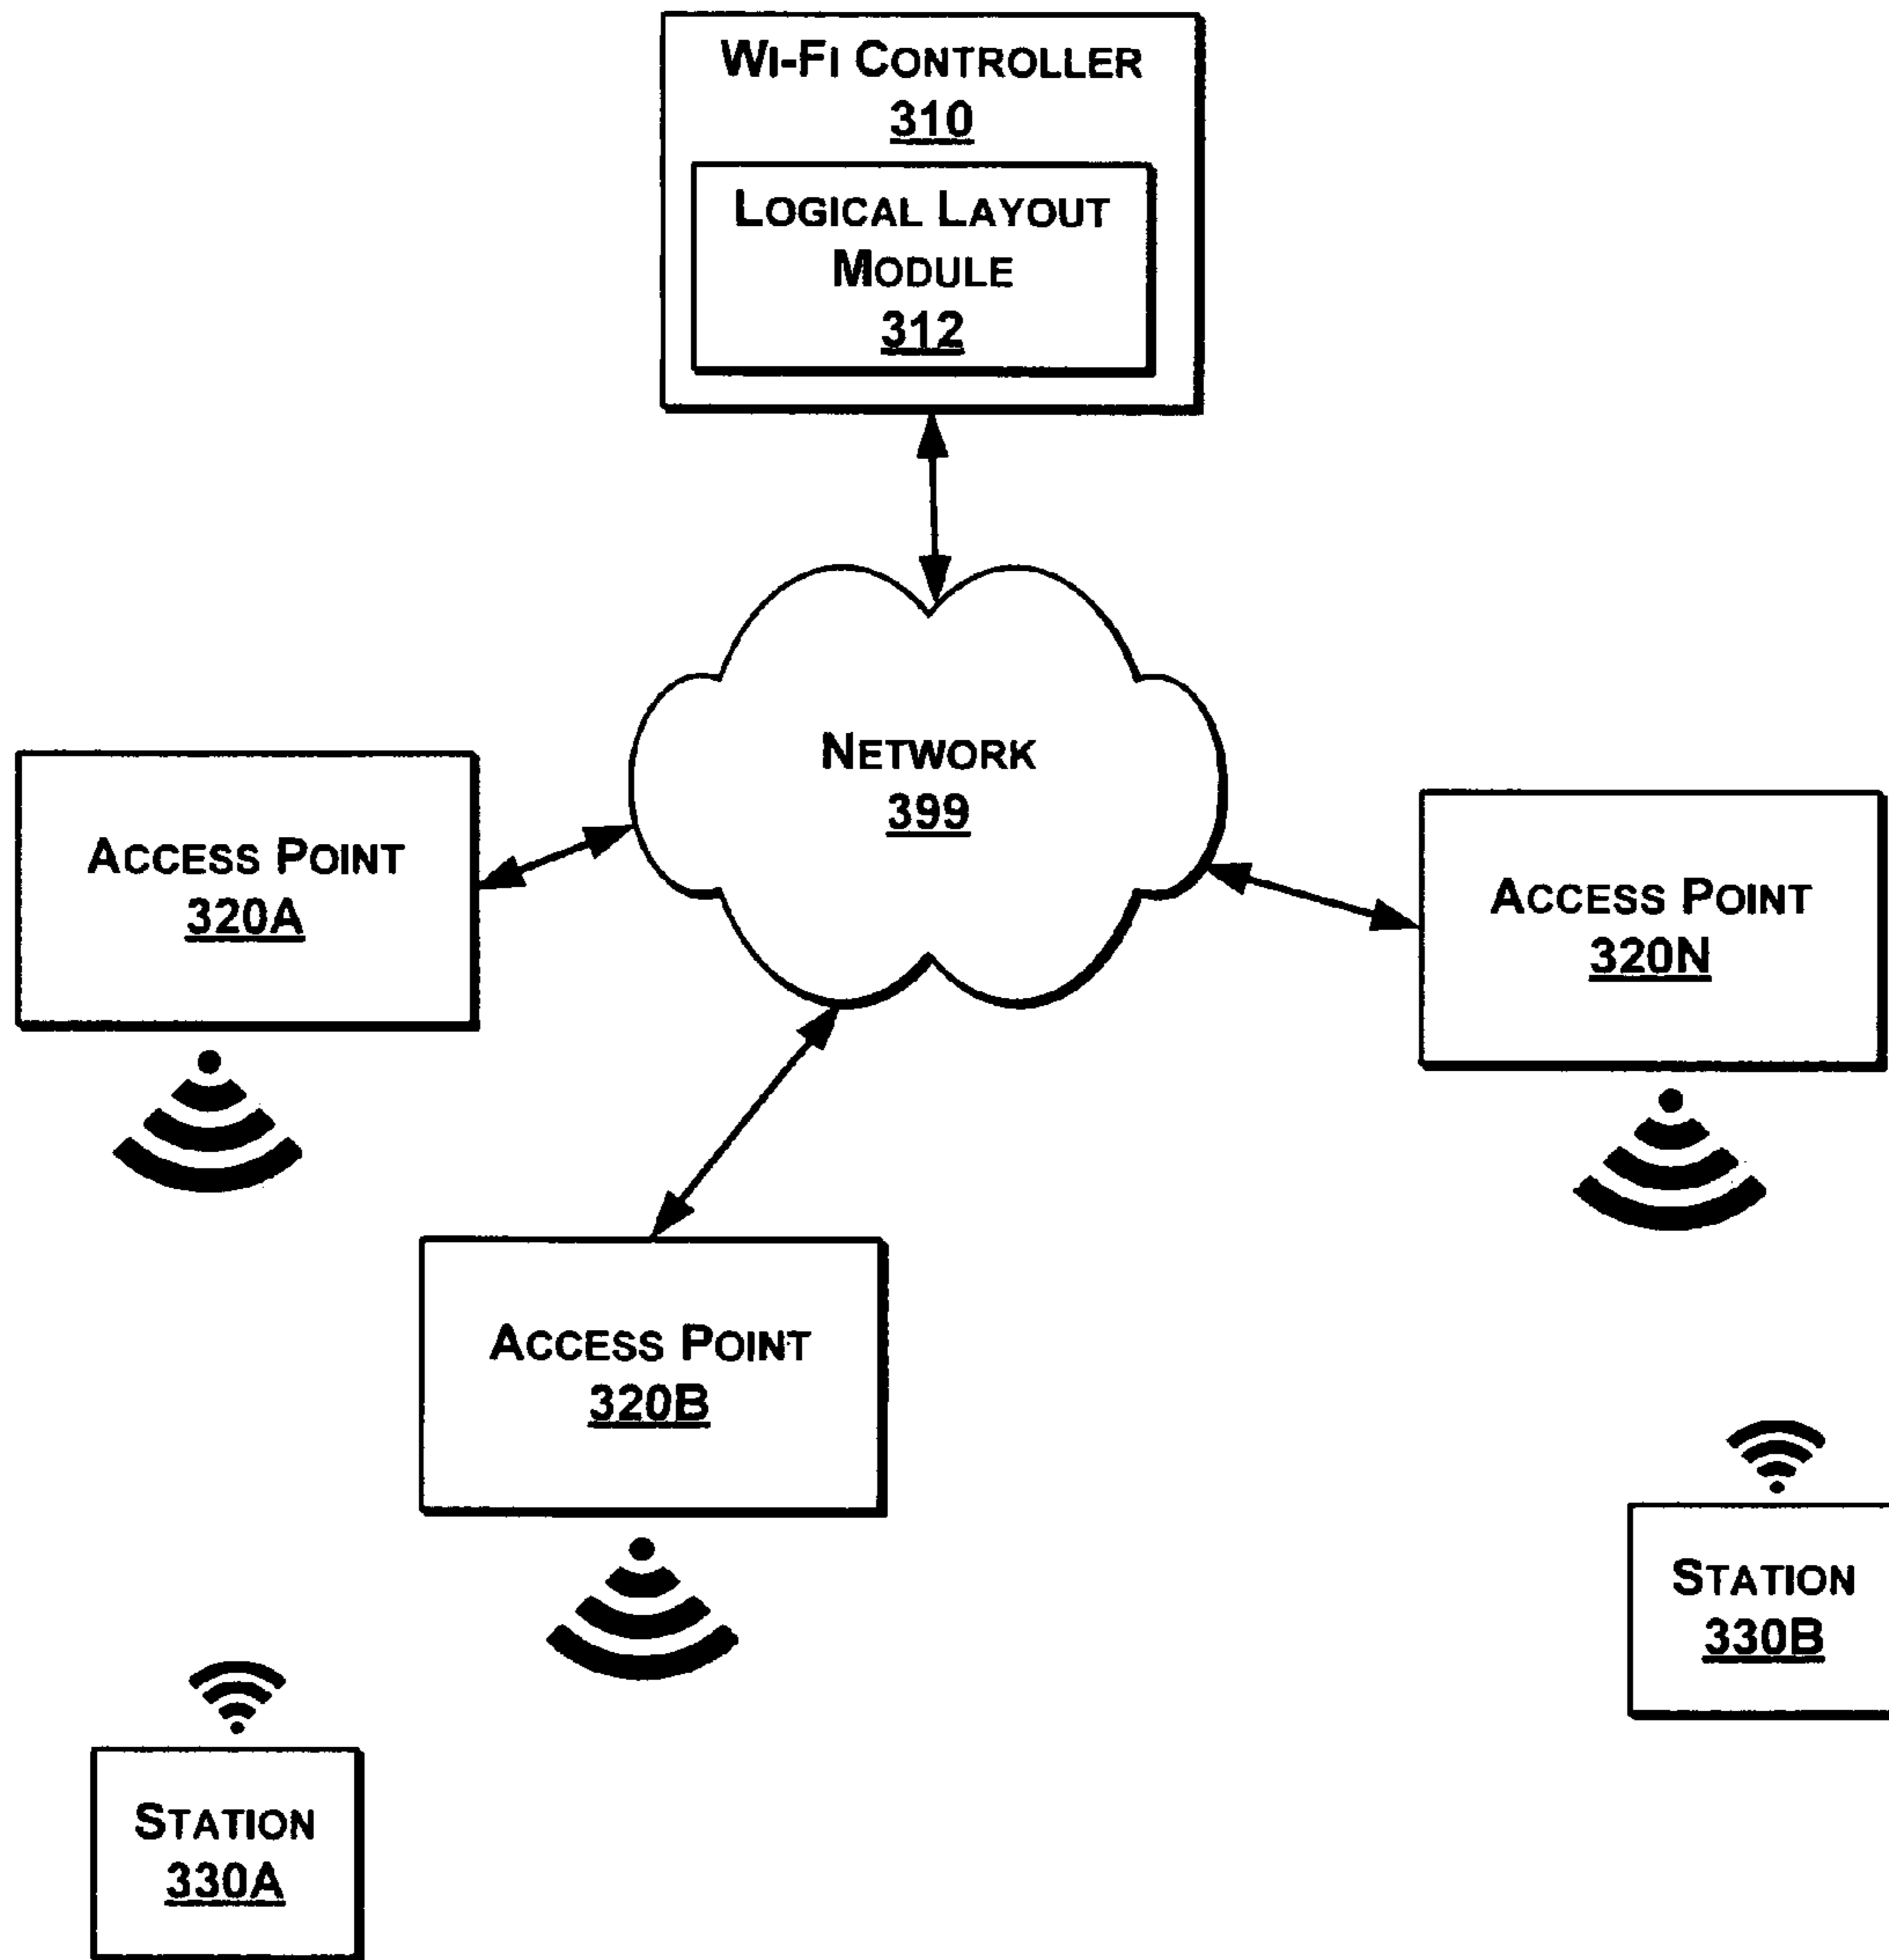 WI-FI CONTROLLER
310
LOGICAL LAYOUT
MODULE
312
NETWORK
399
ACCESS POINT
320A
ACCESS POINT
320N
ACCESS POINT
320B
STATION
330B
STATION
330A